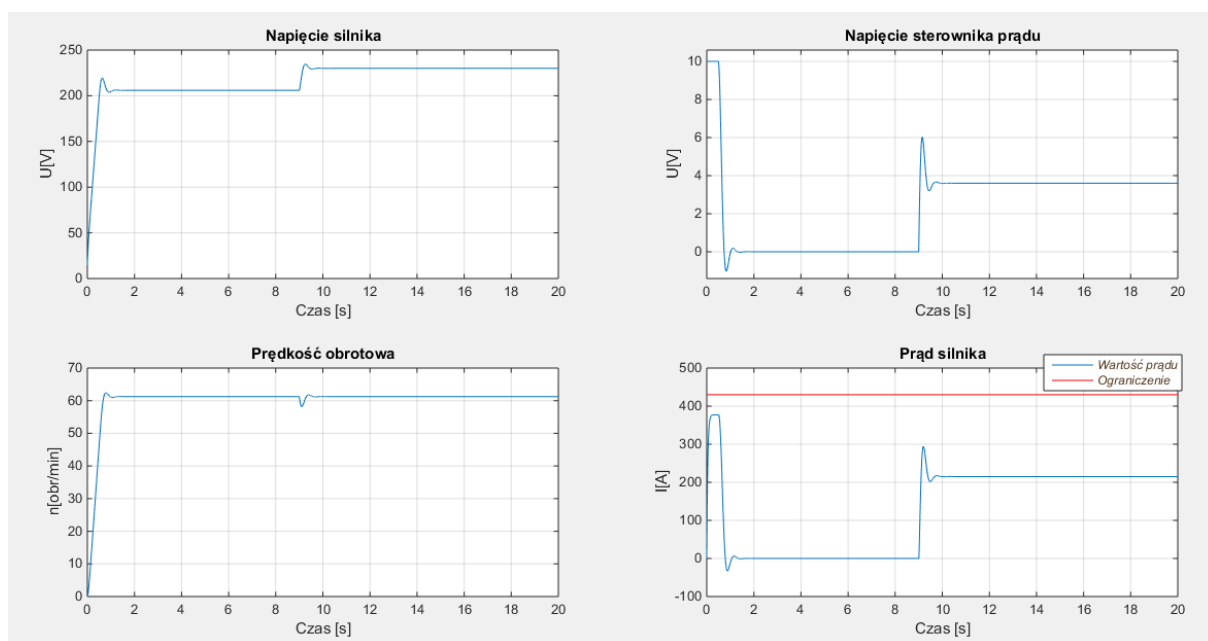 Napięcie silnika
250
200
150
100
50
0
U[V]
0 2 4 6 8 10 12 14 16 18 20
Czas [s]
Napięcie sterownika prądu
10
8
6
4
2
0
U[V]
0 2 4 6 8 10 12 14 16 18 20
Czas [s]
Prędkość obrotowa
70
60
50
40
30
20
10
0
n[obr/min]
0 2 4 6 8 10 12 14 16 18 20
Czas [s]
Prąd silnika
Wartość prądu
Ograniczenie
500
400
300
200
100
0
-100
I[A]
0 2 4 6 8 10 12 14 16 18 20
Czas [s]